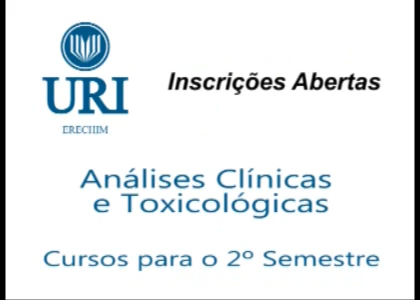 URI
ERECHIM
Inscrições Abertas
Análises Clínicas
e Toxicológicas
Cursos para o 2º Semestre